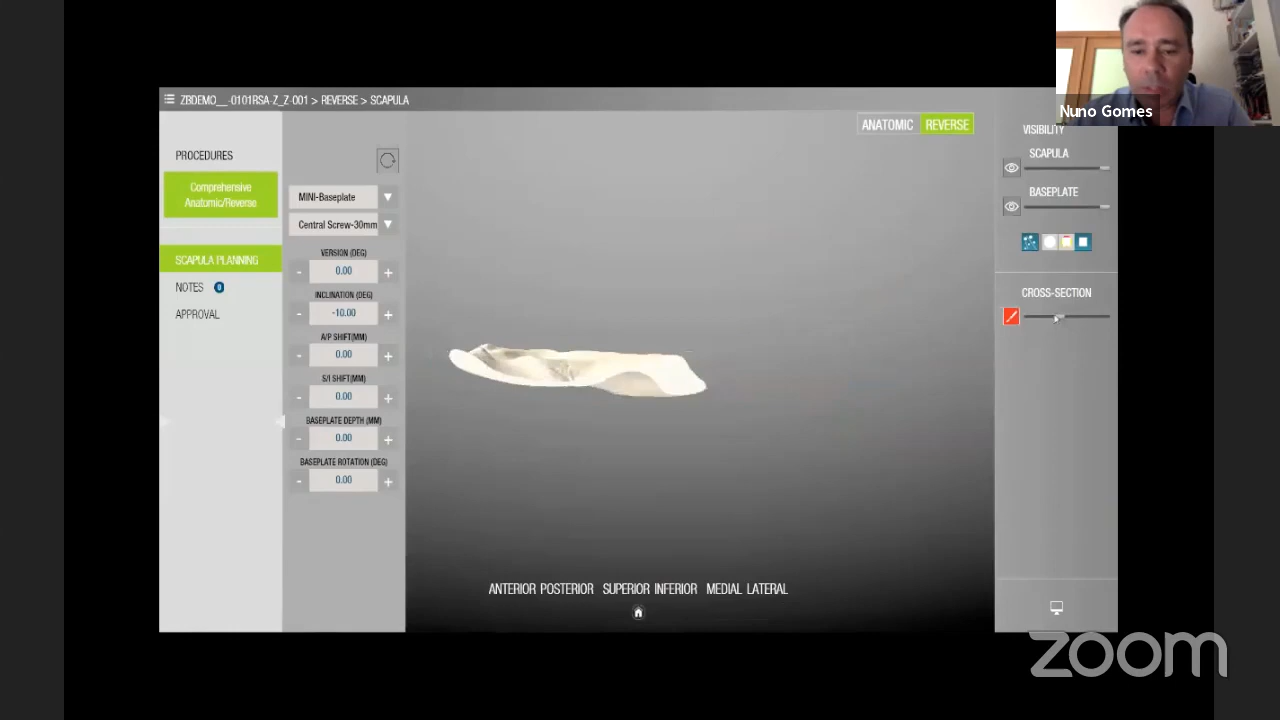 Nuno Gomes
ZBDEMO__-0101RSA-Z_Z-001 > REVERSE > SCAPULA
ANATOMIC REVERSE
PROCEDURES
Comprehensive
Anatomic/Reverse
SCAPULA PLANNING
NOTES 0
APPROVAL
MINI-Baseplate
Central Screw-30mm
VERSION (DEG)
- 0.00 +
INCLINATION (DEG)
- -10.00 +
A/P SHIFT(MM)
- 0.00 +
S/I SHIFT(MM)
- 0.00 +
BASEPLATE DEPTH (MM)
- 0.00 +
BASEPLATE ROTATION (DEG)
- 0.00 +
ANTERIOR POSTERIOR SUPERIOR INFERIOR MEDIAL LATERAL
VISIBILITY
SCAPULA
BASEPLATE
CROSS-SECTION
zoom